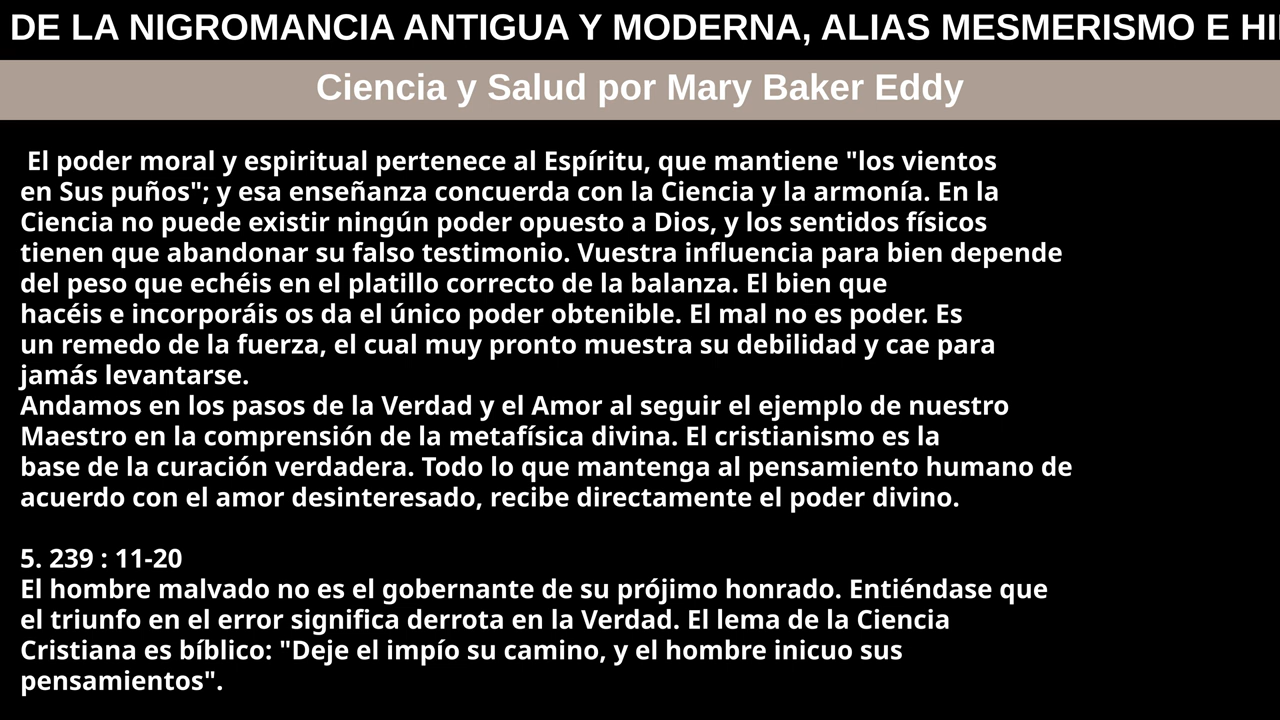 DE LA NIGROMANCIA ANTIGUA Y MODERNA, ALIAS MESMERISMO E
Ciencia y Salud por Mary Baker Eddy
El poder moral y espiritual pertenece al Espíritu, que mantiene "los vientos
en Sus puños"; y esa enseñanza concuerda con la Ciencia y la armonía. En la
Ciencia no puede existir ningún poder opuesto a Dios, y los sentidos físicos
tienen que abandonar su falso testimonio. Vuestra influencia para bien depende
del peso que echéis en el platillo correcto de la balanza. El bien que
hacéis e incorporáis os da el único poder obtenible. El mal no es poder. Es
un remedo de la fuerza, el cual muy pronto muestra su debilidad y cae para
jamás levantarse.
Andamos en los pasos de la Verdad y el Amor al seguir el ejemplo de nuestro
Maestro en la comprensión de la metafísica divina. El cristianismo es la
base de la curación verdadera. Todo lo que mantenga al pensamiento humano de
acuerdo con el amor desinteresado, recibe directamente el poder divino.
5. 239 : 11-20
El hombre malvado no es el gobernante de su prójimo honrado. Entiéndase que
el triunfo en el error significa derrota en la Verdad. El lema de la Ciencia
Cristiana es bíblico: "Deje el impío su camino, y el hombre inicuo sus
pensamientos".